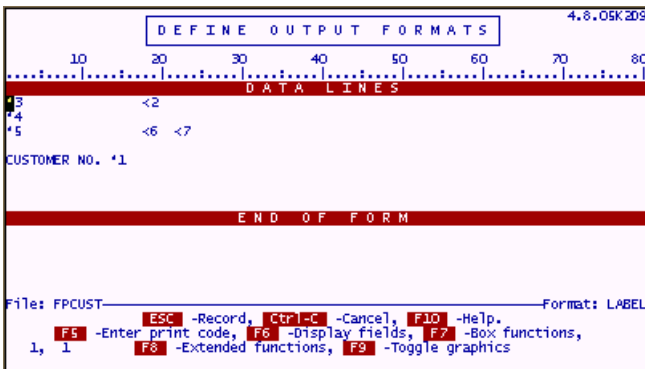 4.8.05K2D9
DEFINE OUTPUT FORMATS
10 20 30 40 50 60 70 80
DATA LINES
*3 <2
*4
*5 <6 <7
CUSTOMER NO. *1
END OF FORM
File: FPCUST Format: LABEL
ESC -Record, Ctrl-C -Cancel, F10 -Help.
F5 -Enter print code, F6 -Display fields, F7 -Box functions,
1, 1 F8 -Extended functions, F9 -Toggle graphics